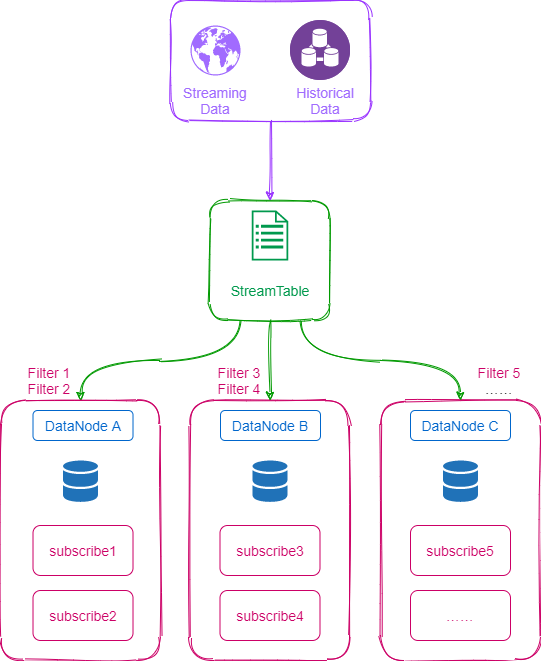 Streaming
Data
Historical
Data
StreamTable
Filter 1
Filter 2
Filter 3
Filter 4
Filter 5
……
DataNode A
DataNode B
DataNode C
subscribe1
subscribe3
subscribe5
subscribe2
subscribe4
……